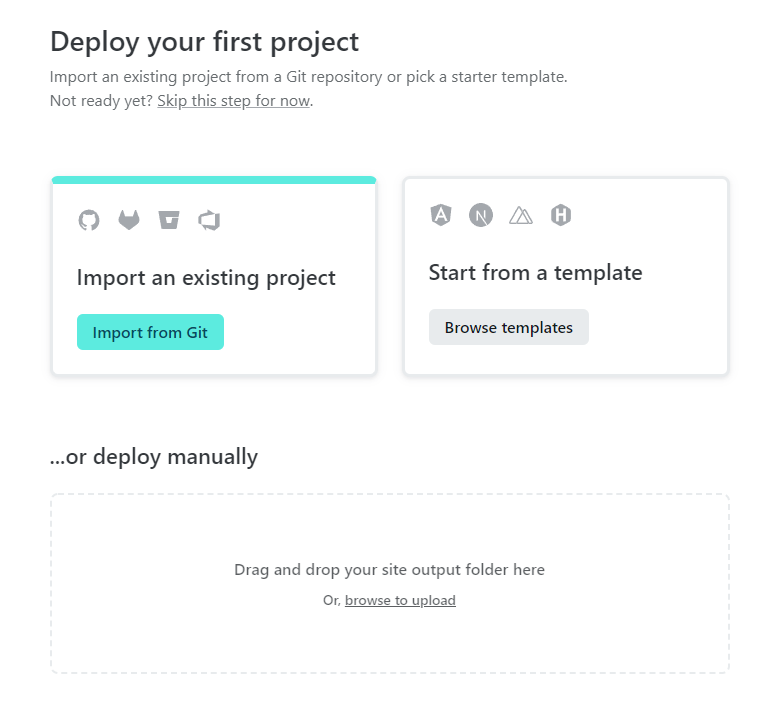 Deploy your first project
Import an existing project from a Git repository or pick a starter template.
Not ready yet? Skip this step for now.
Import an existing project
Import from Git
Start from a template
Browse templates
...or deploy manually
Drag and drop your site output folder here
Or, browse to upload